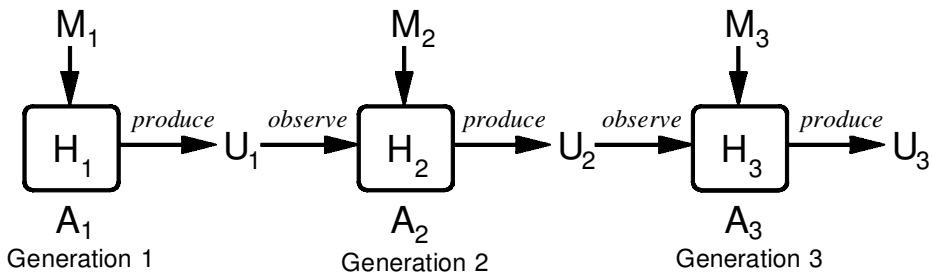 M₁ M₂ M₃
H₁ produce U₁ observe H₂ produce U₂ observe H₃ produce U₃
A₁ A₂ A₃
Generation 1 Generation 2 Generation 3